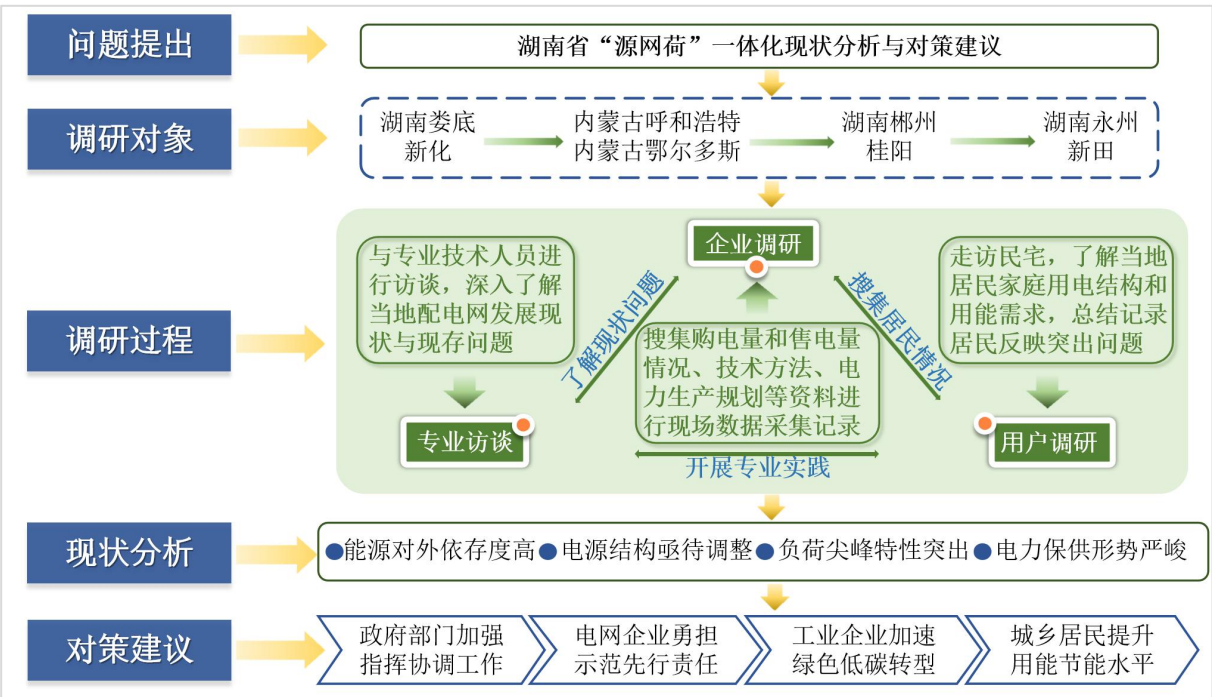 问题提出
湖南省“源网荷”一体化现状分析与对策建议
调研对象
湖南娄底
新化
内蒙古呼和浩特
内蒙古鄂尔多斯
湖南郴州
桂阳
湖南永州
新田
调研过程
与专业技术人员进
行访谈，深入了解
当地配电网发展现
状与现存问题
专业访谈
了解现状问题
企业调研
搜集购电量和售电量
情况、技术方法、电
力生产规划等资料进
行现场数据采集记录
开展专业实践
搜集居民情况
走访民宅，了解当地
居民家庭用电结构和
用能需求，总结记录
居民反映突出问题
用户调研
现状分析
●能源对外依存度高●电源结构亟待调整●负荷尖峰特性突出●电力保供形势严峻
对策建议
政府部门加强
指挥协调工作
电网企业勇担
示范先行责任
工业企业加速
绿色低碳转型
城乡居民提升
用能节能水平